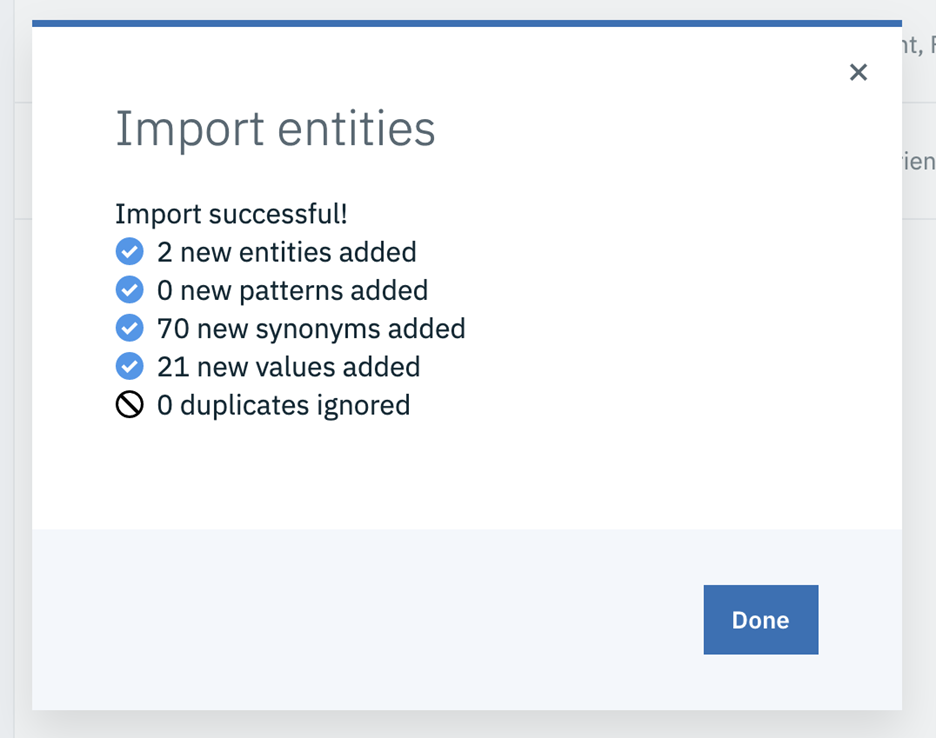 Import entities
Import successful!
2 new entities added
0 new patterns added
70 new synonyms added
21 new values added
0 duplicates ignored
Done